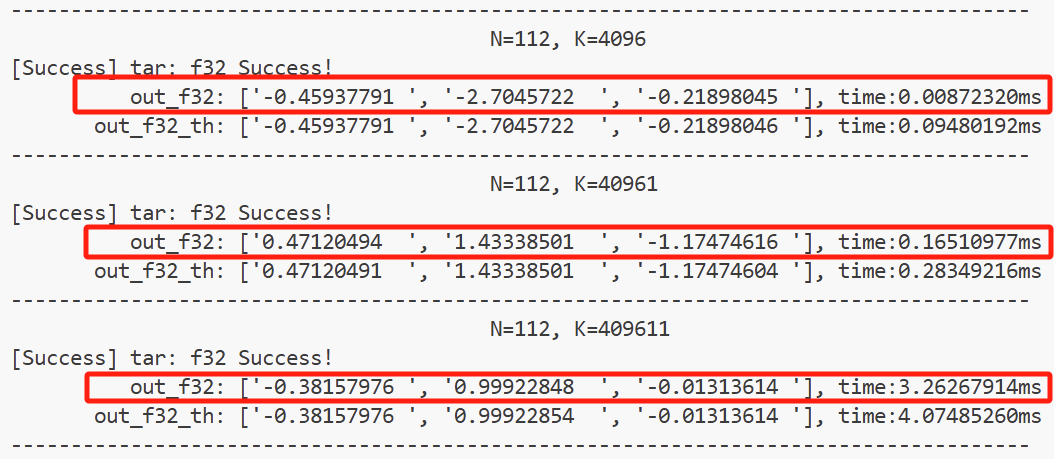 -------------------------------------------------------------------------------------
N=112, K=4096
[Success] tar: f32 Success!
out_f32: ['-0.45937791 ', '-2.7045722  ', '-0.21898045 '], time:0.00872320ms
out_f32_th: ['-0.45937791 ', '-2.7045722  ', '-0.21898046 '], time:0.09480192ms
-------------------------------------------------------------------------------------
N=112, K=40961
[Success] tar: f32 Success!
out_f32: ['0.47120494  ', '1.43338501  ', '-1.17474616 '], time:0.16510977ms
out_f32_th: ['0.47120491  ', '1.43338501  ', '-1.17474604 '], time:0.28349216ms
-------------------------------------------------------------------------------------
N=112, K=409611
[Success] tar: f32 Success!
out_f32: ['-0.38157976 ', '0.99922848  ', '-0.01313614 '], time:3.26267914ms
out_f32_th: ['-0.38157976 ', '0.99922854  ', '-0.01313614 '], time:4.07485260ms
-------------------------------------------------------------------------------------